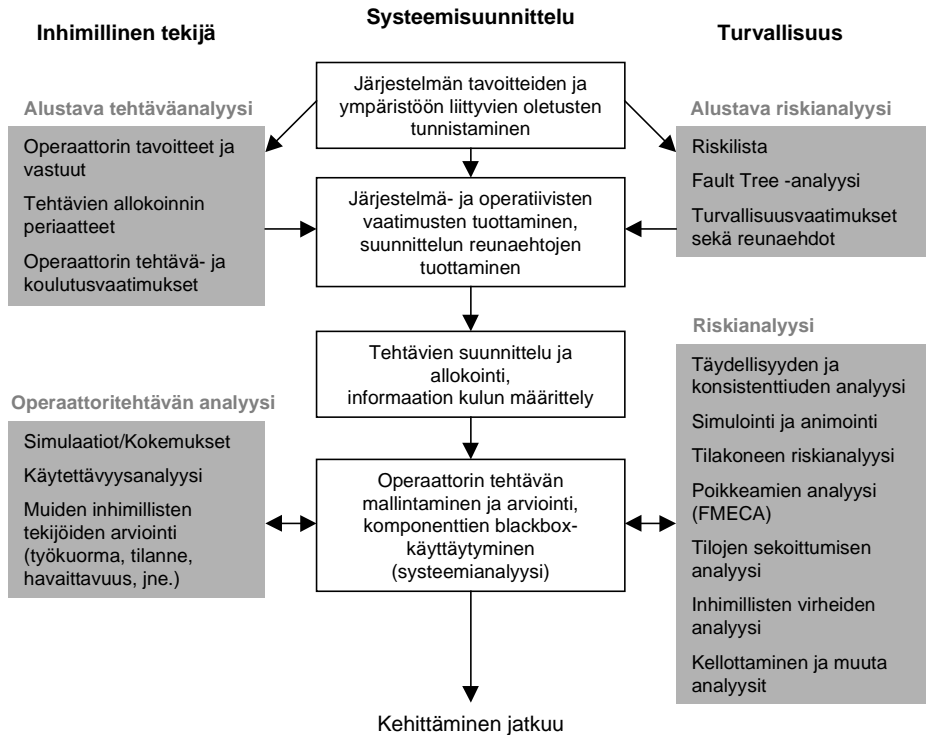 Inhimillinen tekijä
Systeemisuunnittelu
Turvallisuus
Järjestelmän tavoitteiden ja
ympäristöön liittyvien oletusten
tunnistaminen
Alustava tehtäväanalyysi
Operaattorin tavoitteet ja
vastuut
Tehtävien allokoinnin
periaatteet
Operaattorin tehtävä- ja
koulutusvaatimukset
Järjestelmä- ja operatiivisten
vaatimusten tuottaminen,
suunnittelun reunaehtojen
tuottaminen
Alustava riskianalyysi
Riskilista
Fault Tree -analyysi
Turvallisuusvaatimukset
sekä reunaehdot
Tehtävien suunnittelu ja
allokointi,
informaation kulun määrittely
Operaattoritehtävän analyysi
Simulaatiot/Kokemukset
Käytettävyysanalyysi
Muiden inhimillisten
tekijöiden arviointi
(työkuorma, tilanne,
havaittavuus, jne.)
Operaattorin tehtävän
mallintaminen ja arviointi,
komponenttien blackbox-
käyttäytyminen
(systeemianalyysi)
Riskianalyysi
Täydellisyyden ja
konsistenttiuden analyysi
Simulointi ja animointi
Tilakoneen riskianalyysi
Poikkeamien analyysi
(FMECA)
Tilojen sekoittumisen
analyysi
Inhimillisten virheiden
analyysi
Kellottaminen ja muuta
analyysit
Kehittäminen jatkuu